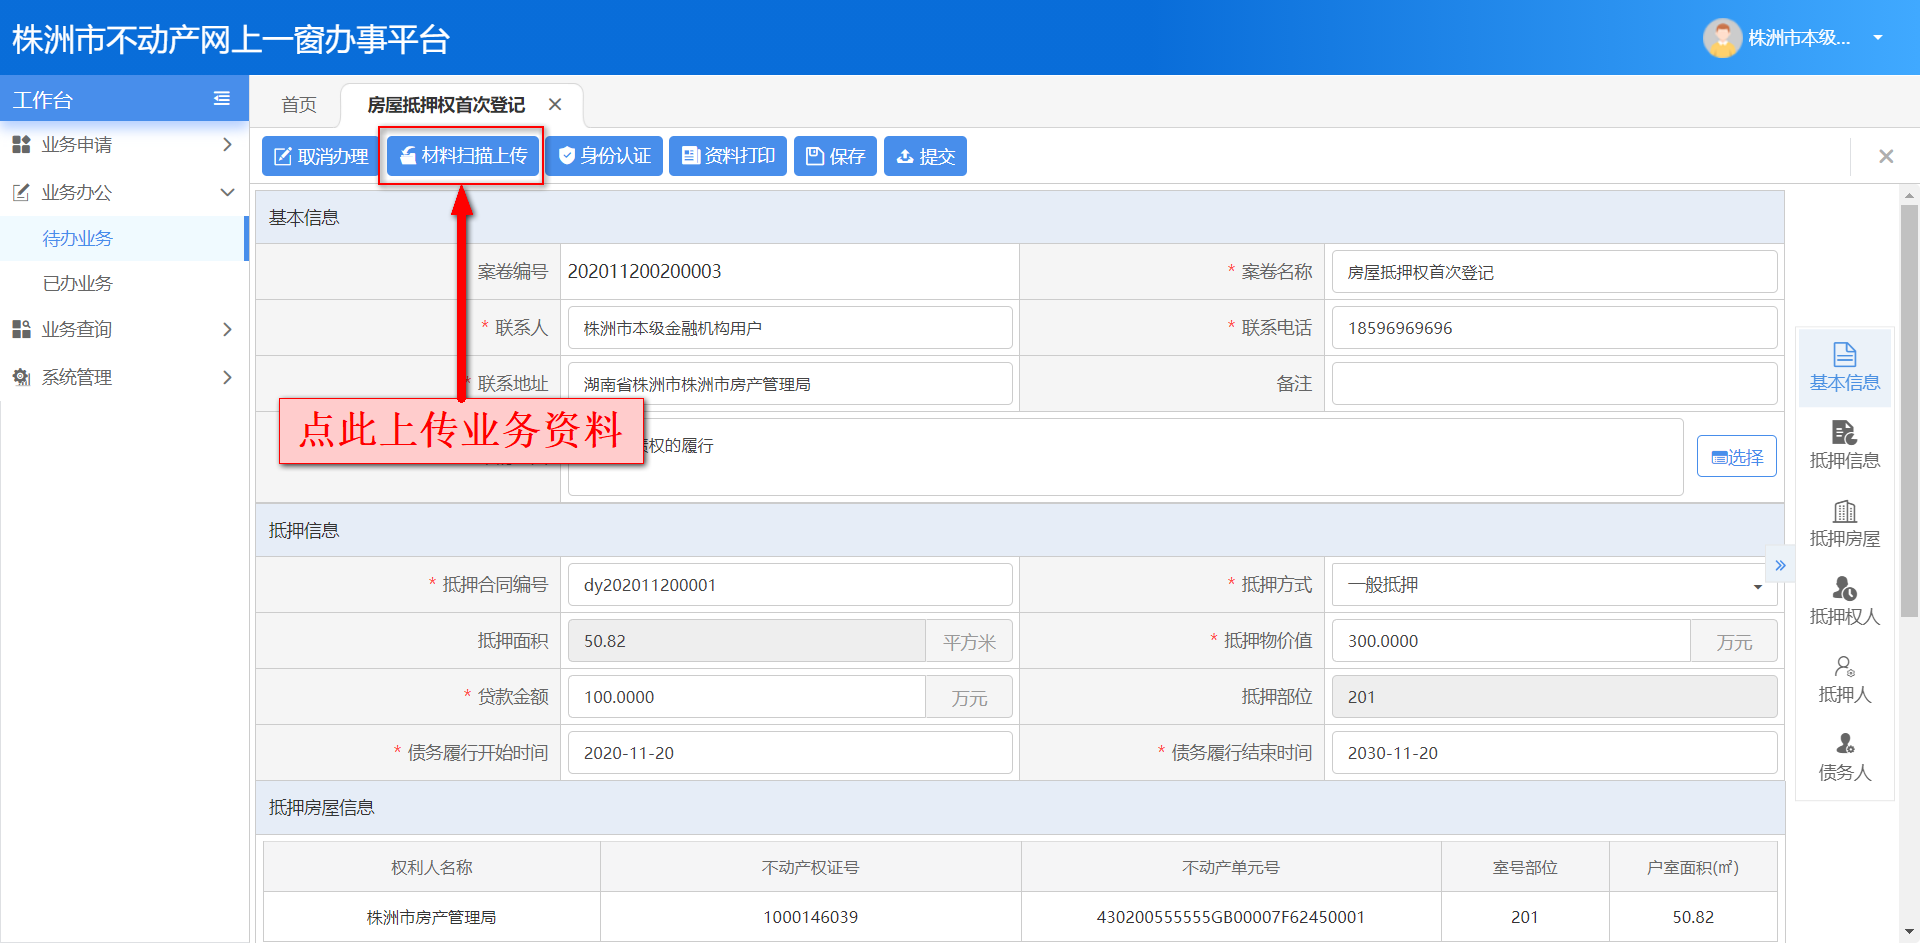 株洲市不动产网上一窗办事平台
株洲市本级...
工作台
首页
房屋抵押权首次登记
业务申请
业务办公
待办业务
已办业务
业务查询
系统管理
取消办理
材料扫描上传
身份认证
资料打印
保存
提交
基本信息
案卷编号 202011200200003
* 案卷名称 房屋抵押权首次登记
* 联系人 株洲市本级金融机构用户
* 联系电话 18596969696
* 联系地址 湖南省株洲市株洲市房产管理局
备注
点此上传业务资料
权的履行
选择
抵押信息
* 抵押合同编号 dy202011200001
* 抵押方式 一般抵押
抵押面积 50.82 平方米
* 抵押物价值 300.0000 万元
* 贷款金额 100.0000 万元
抵押部位 201
* 债务履行开始时间 2020-11-20
* 债务履行结束时间 2030-11-20
抵押房屋信息
权利人名称 不动产权证号 不动产单元号 室号部位 户室面积(㎡)
株洲市房产管理局 1000146039 430200555555GB00007F62450001 201 50.82
基本信息
抵押信息
抵押房屋
抵押权人
抵押人
债务人